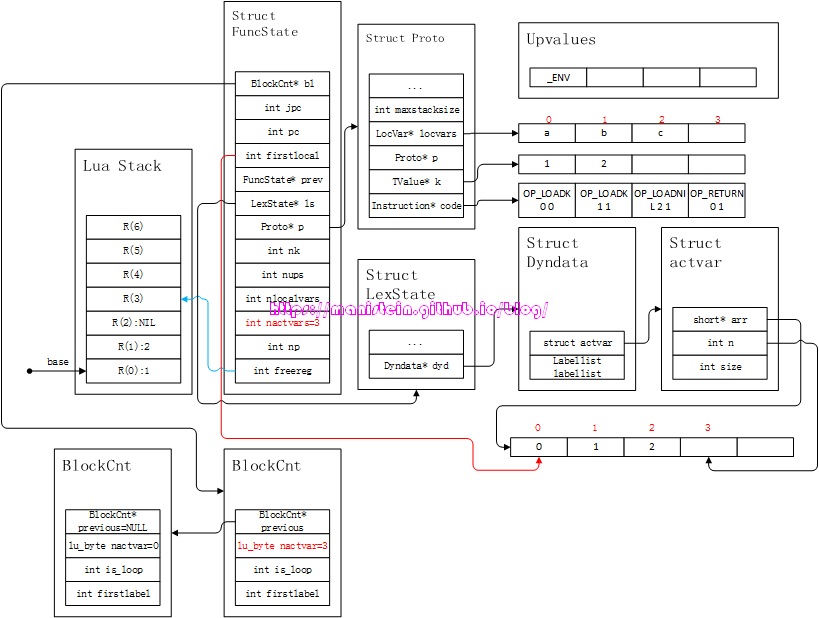 Struct
FuncState
BlockCnt* bl
int jpc
int pc
int firstlocal
FuncState* prev
LexState* ls
Proto* p
int nk
int nups
int nlocalvars
int nactvars=3
int np
int freereg
Struct Proto
...
int maxstacksize
LocVar* locvars
Proto* p
TValue* k
Instruction* code
Upvalues
_ENV
0 1 2 3
a b c
1 2
OP_LOADK OP_LOADK OP_LOADNI OP_RETURN
0 0 1 1 L 2 1 0 1
Lua Stack
R(6)
R(5)
R(4)
R(3)
R(2):NIL
R(1):2
R(0):1
base
Struct
LexState
...
Dyndata* dyd
Struct
Dyndata
struct actvar
Labellist
labellist
Struct
actvar
short* arr
int n
int size
https://manistein.github.io/blog/
0 1 2 3
0 1 2
BlockCnt
BlockCnt*
previous=NULL
lu_byte nactvar=0
int is_loop
int firstlabel
BlockCnt
BlockCnt*
previous
lu_byte nactvar=3
int is_loop
int firstlabel